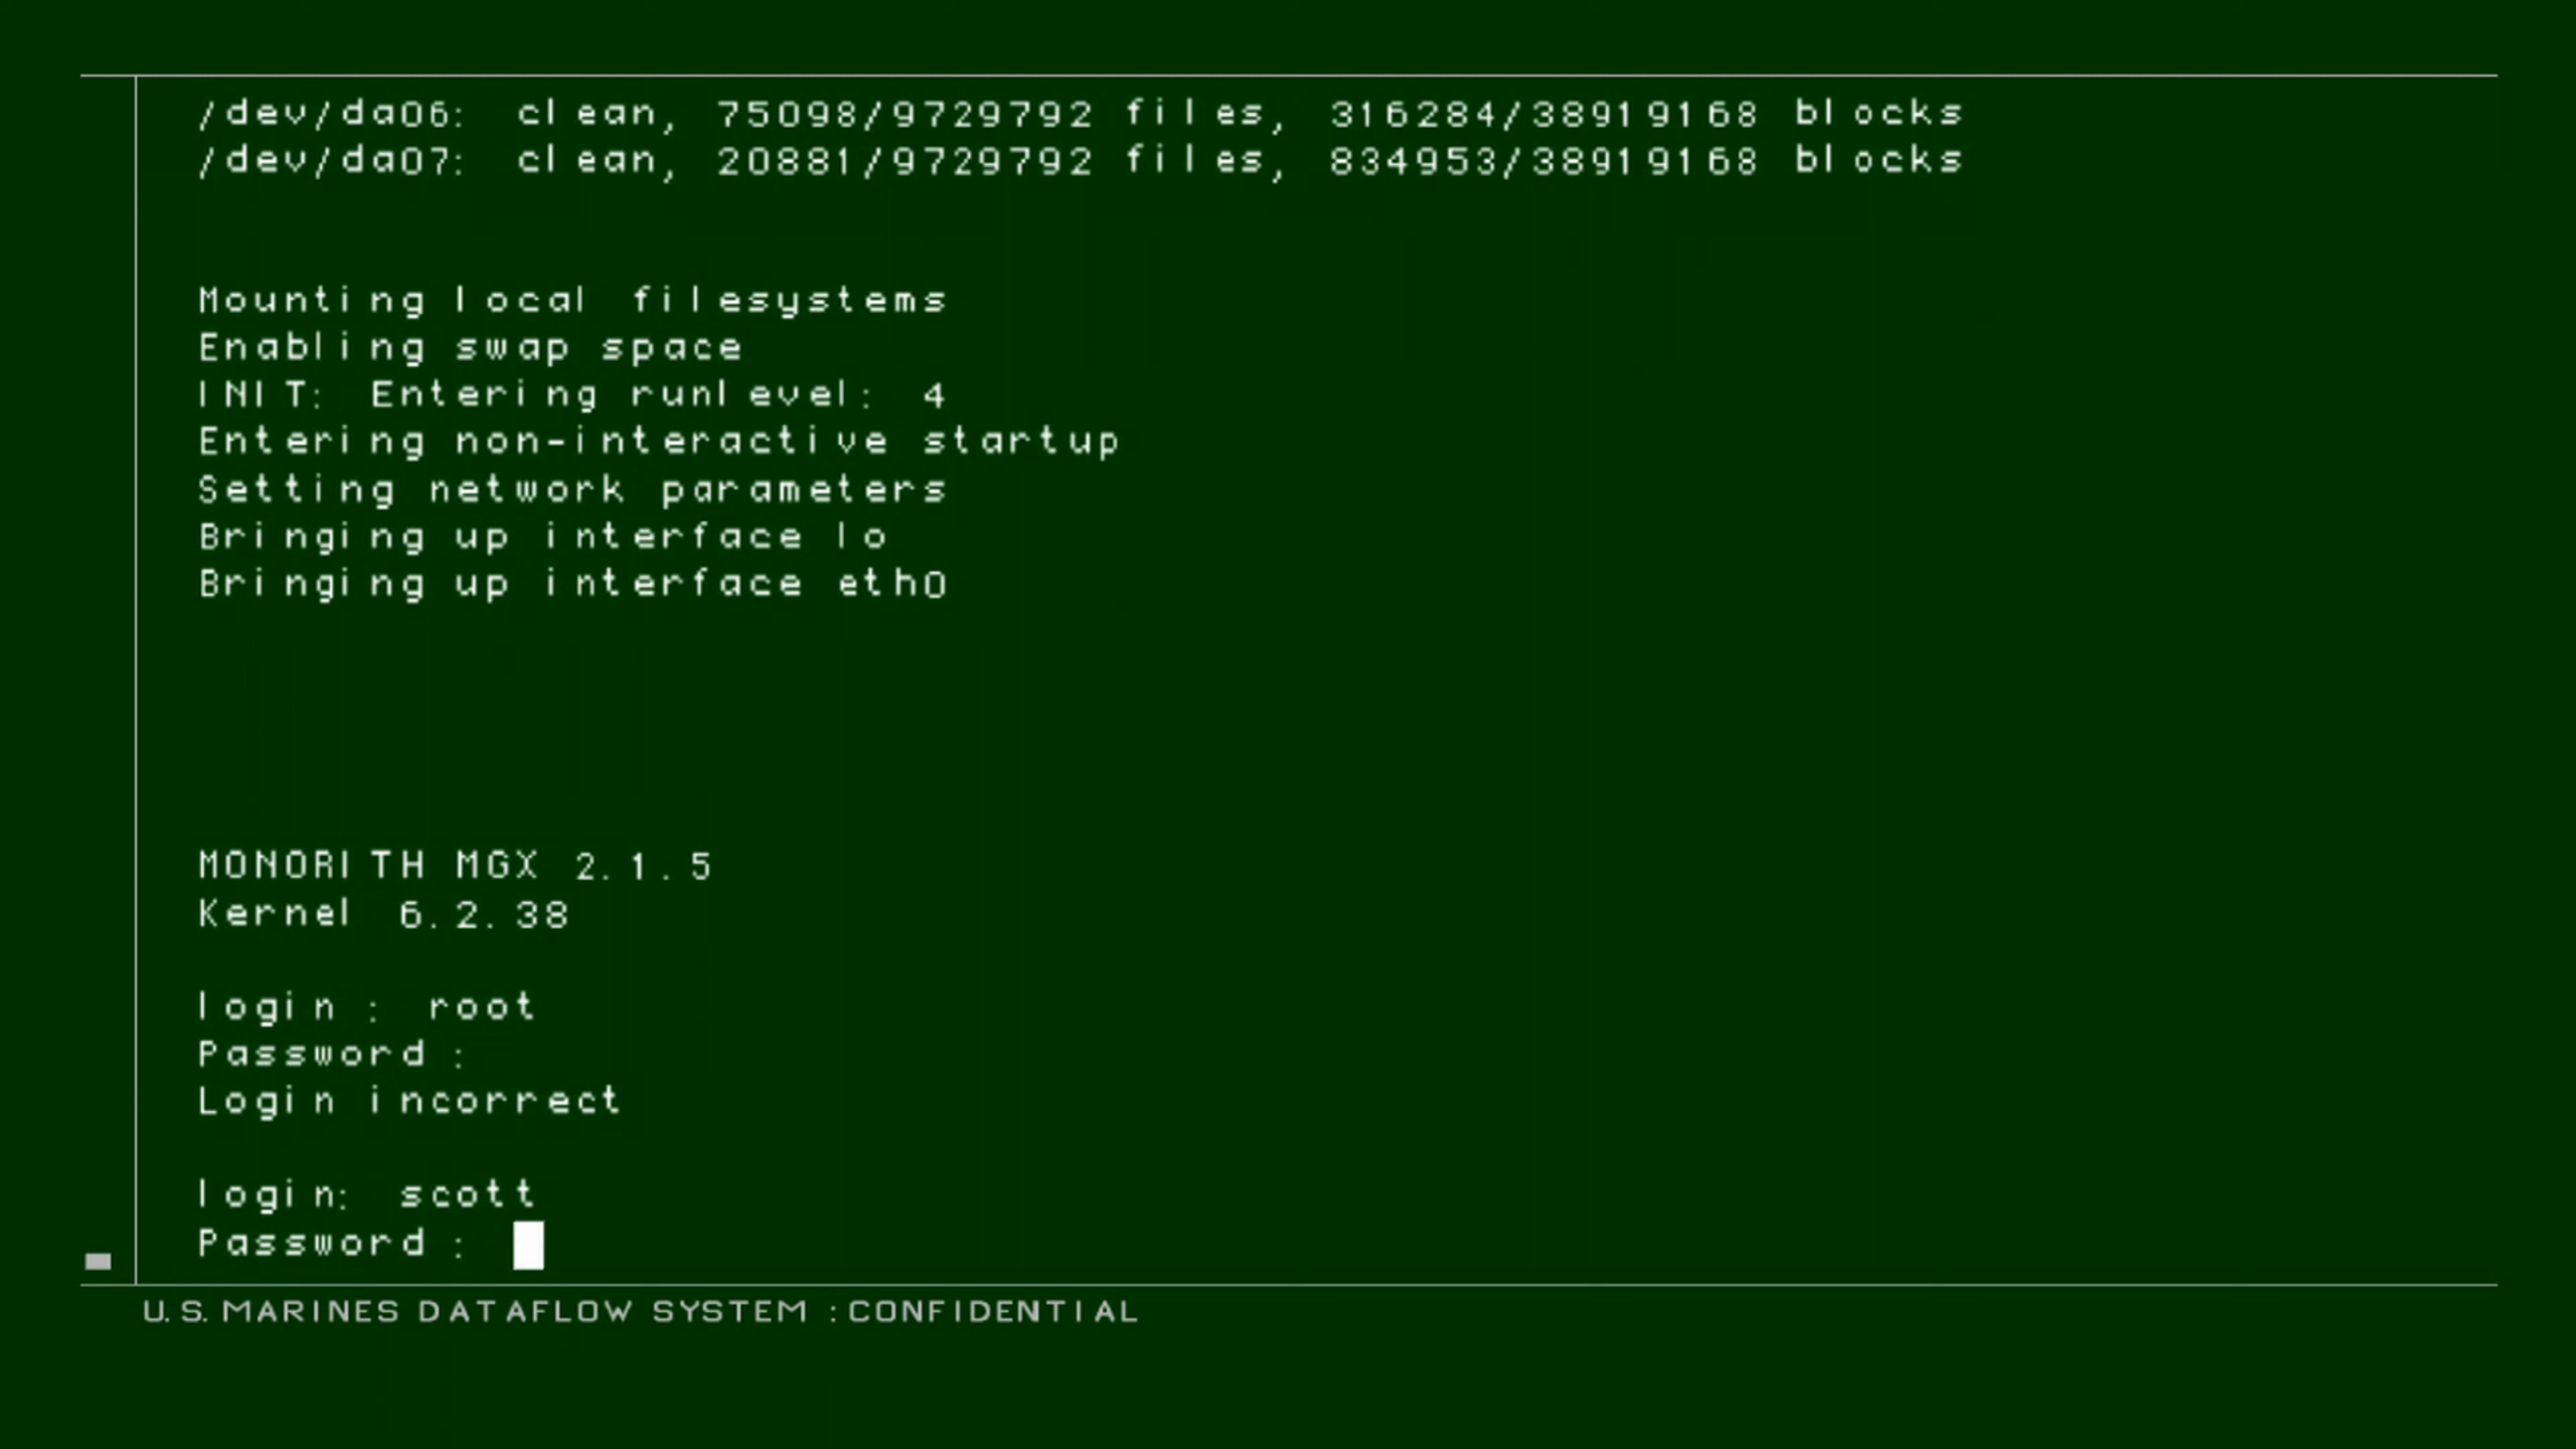 /dev/da06: clean, 75098/9729792 files, 316284/38919168 blocks
/dev/da07: clean, 20881/9729792 files, 834953/38919168 blocks
Mounting local filesystems
Enabling swap space
INIT: Entering runlevel: 4
Entering non-interactive startup
Setting network parameters
Bringing up interface lo
Bringing up interface eth0
MONORITH MGX 2.1.5
Kernel 6.2.38
login : root
Password :
Login incorrect
login: scott
Password :
U.S. MARINES DATAFLOW SYSTEM :CONFIDENTIAL